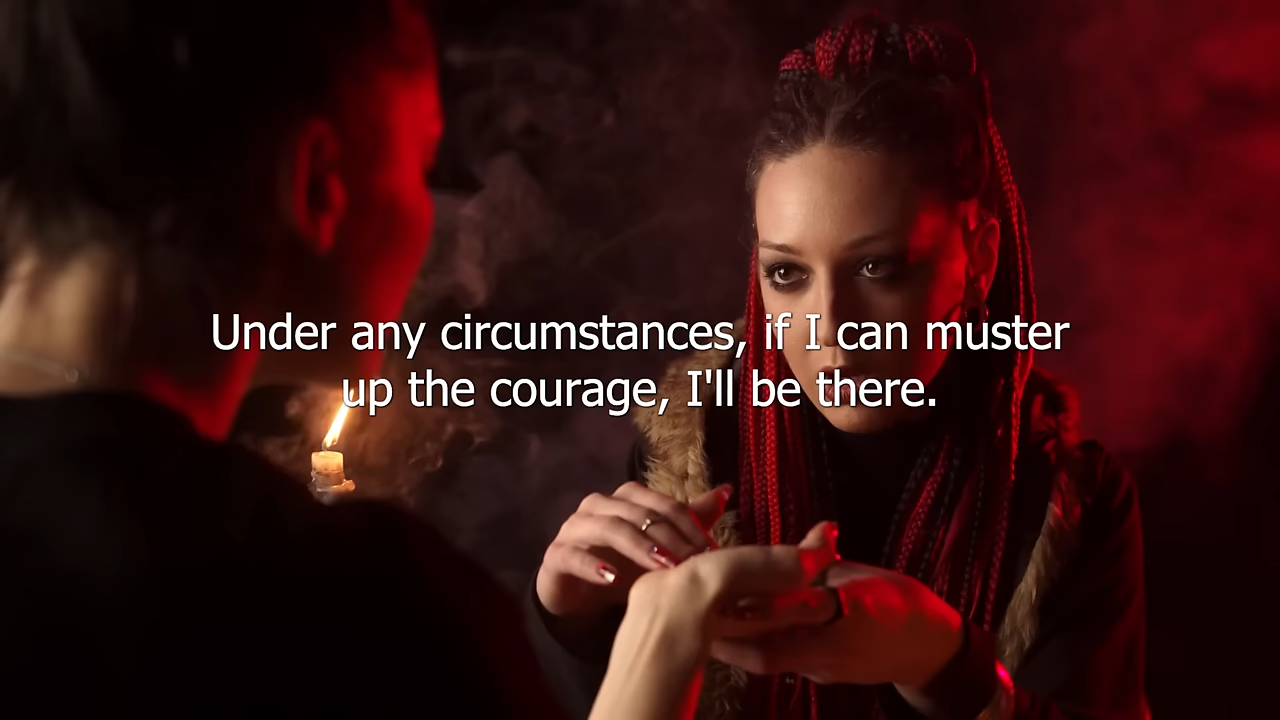 Under any circumstances, if I can muster
up the courage, I'll be there.